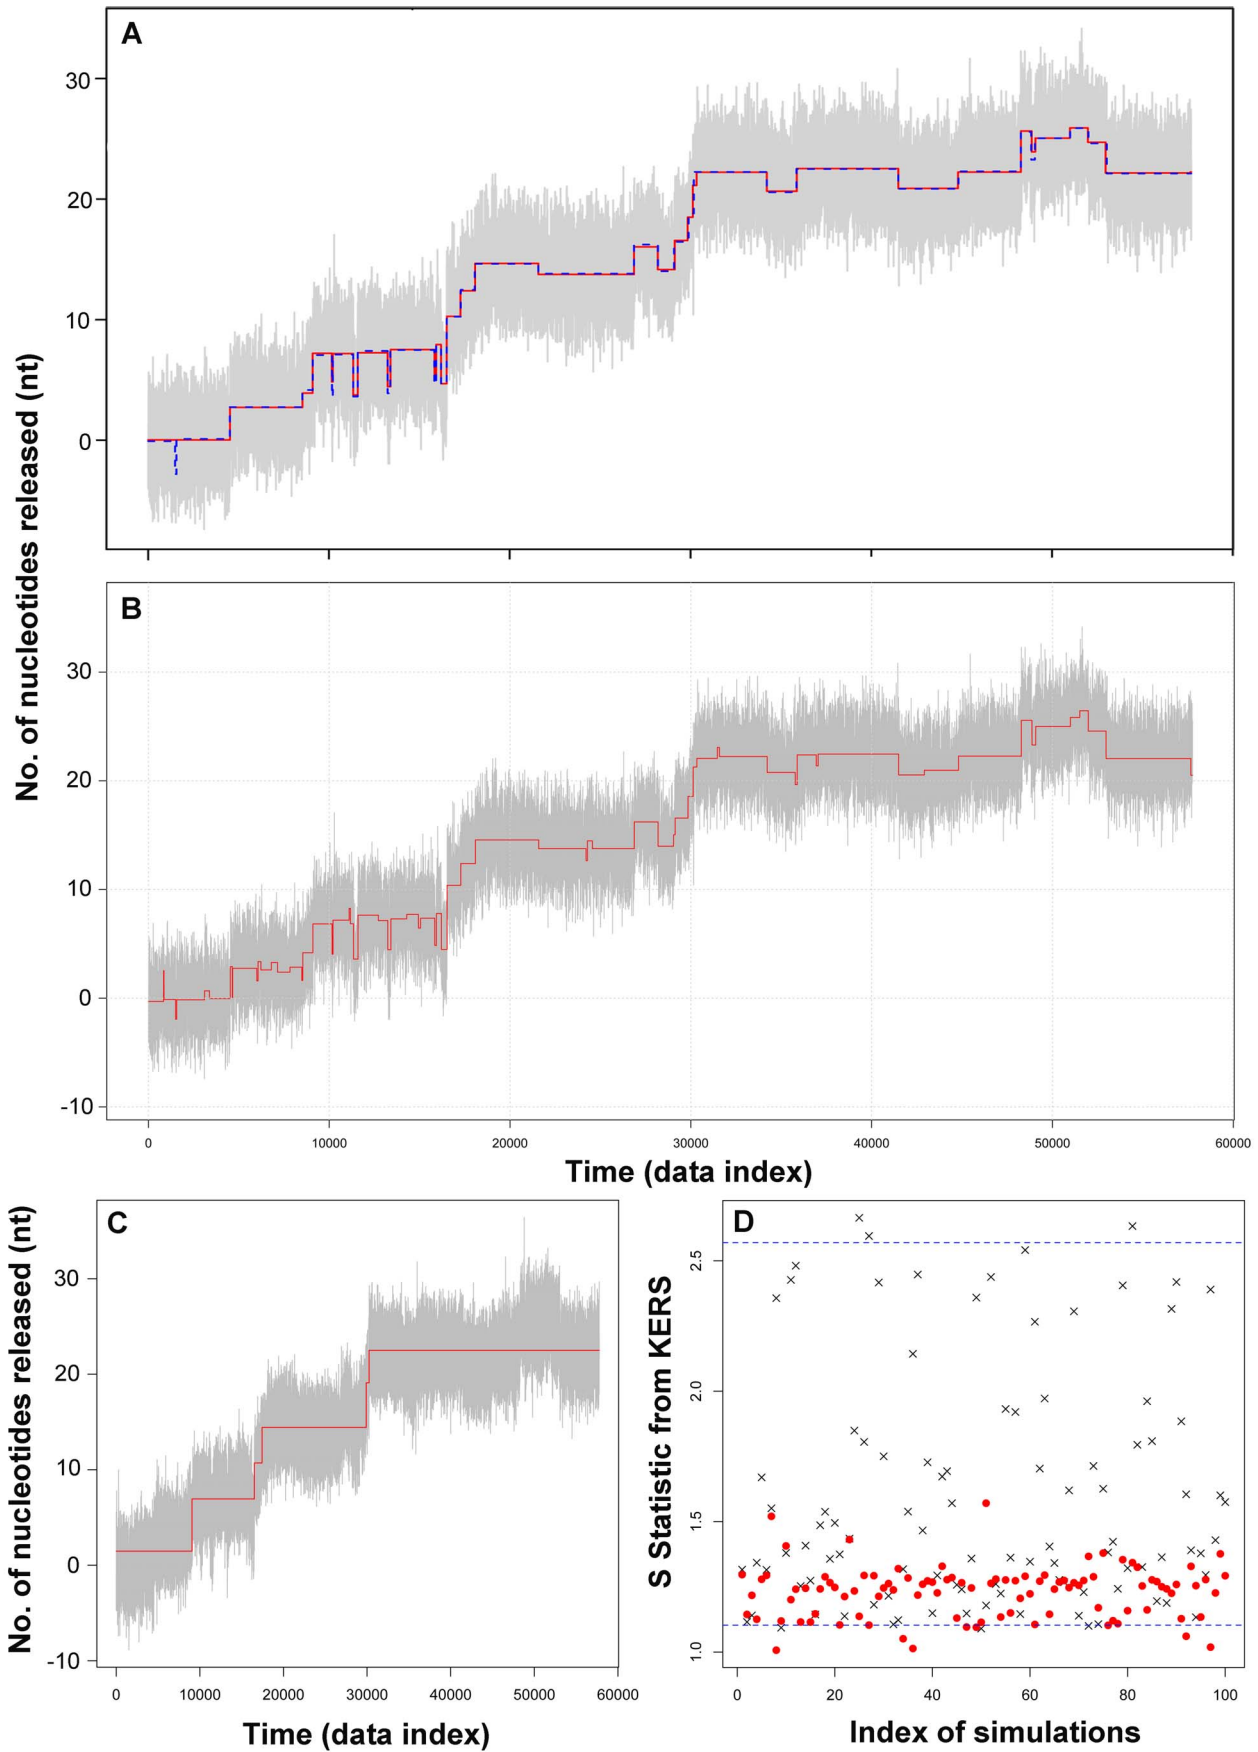 A
30
20
10
0
No. of nucleotides released (nt)
B
30
20
10
0
-10
0 10000 20000 30000 40000 50000 60000
Time (data index)
C
30
20
10
0
-10
No. of nucleotides released (nt)
0 10000 20000 30000 40000 50000 60000
Time (data index)
D
2.5
2.0
1.5
1.0
S Statistic from KERS
0 20 40 60 80 100
Index of simulations